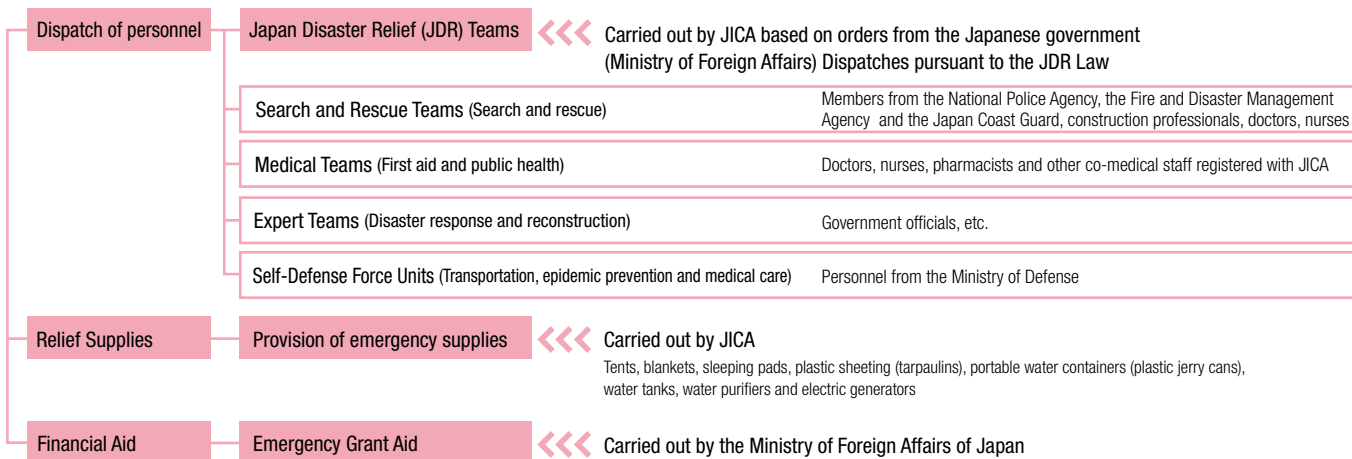 Dispatch of personnel
Japan Disaster Relief (JDR) Teams
Carried out by JICA based on orders from the Japanese government
(Ministry of Foreign Affairs) Dispatches pursuant to the JDR Law
Search and Rescue Teams (Search and rescue)
Members from the National Police Agency, the Fire and Disaster Management
Agency and the Japan Coast Guard, construction professionals, doctors, nurses
Medical Teams (First aid and public health)
Doctors, nurses, pharmacists and other co-medical staff registered with JICA
Expert Teams (Disaster response and reconstruction)
Government officials, etc.
Self-Defense Force Units (Transportation, epidemic prevention and medical care)
Personnel from the Ministry of Defense
Relief Supplies
Provision of emergency supplies
Carried out by JICA
Tents, blankets, sleeping pads, plastic sheeting (tarpaulins), portable water containers (plastic jerry cans),
water tanks, water purifiers and electric generators
Financial Aid
Emergency Grant Aid
Carried out by the Ministry of Foreign Affairs of Japan